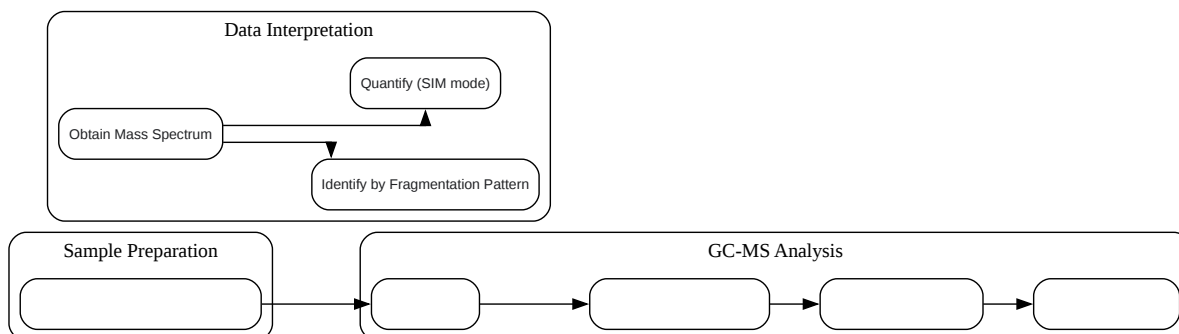 Data Interpretation
Quantify (SIM mode)
Obtain Mass Spectrum
Identify by Fragmentation Pattern
Sample Preparation
GC-MS Analysis